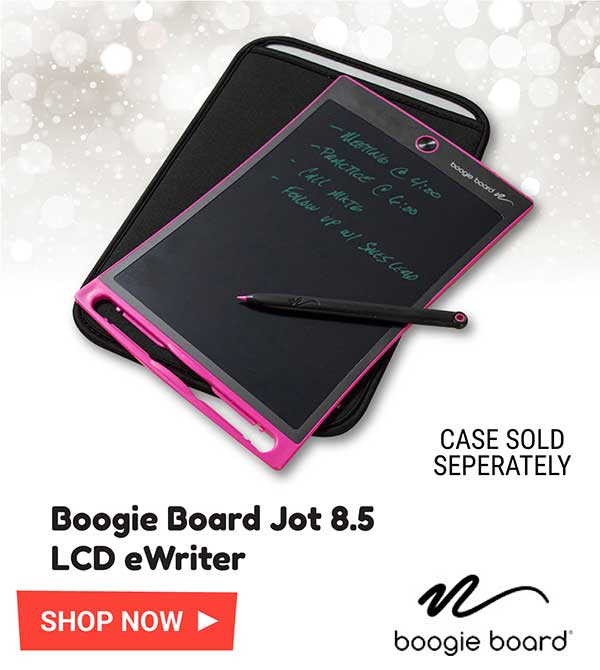 - MEETING @ 4:00
- PRACTICE @ 6:00
- CALL
- FOLLOW UP w/ SALES LEAD
boogie board
CASE SOLD
SEPERATELY
Boogie Board Jot 8.5
LCD eWriter
SHOP NOW
boogie board®